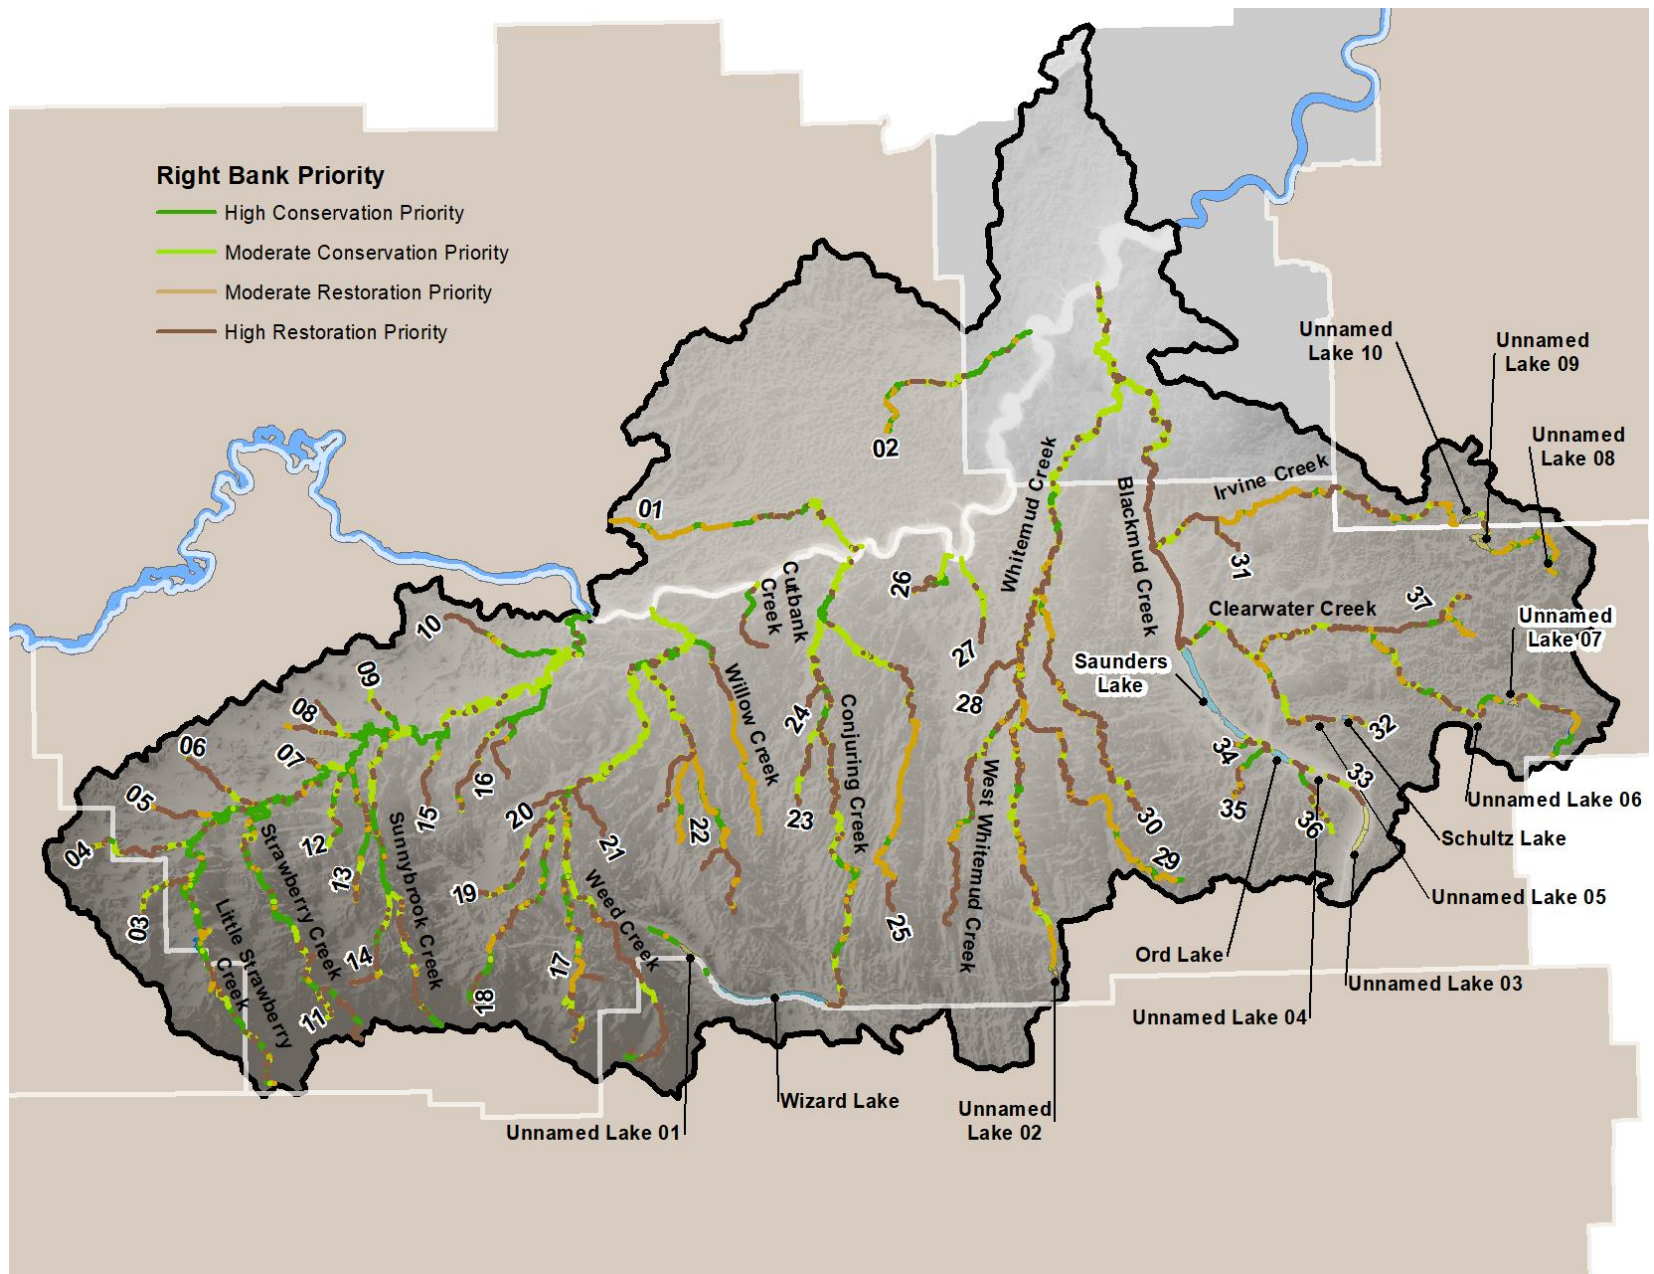 Right Bank Priority
High Conservation Priority
Moderate Conservation Priority
Moderate Restoration Priority
High Restoration Priority
Unnamed
Lake 10
Unnamed
Lake 09
Unnamed
Lake 08
02
01
Whitemud Creek
Blackmud Creek
Irvine Creek
31
26
27
28
Cutbank
Creek
10
09
08
07
06
05
04
03
Clearwater Creek
37
Unnamed
Lake 07
Saunders
Lake
Willow Creek
24
23
Conjuring Creek
25
West Whitemud Creek
34
35
33
32
36
30
29
16
15
20
21
22
12
13
14
11
19
18
17
Strawberry Creek
Sunnybrook Creek
Little Strawberry
Creek
Weed Creek
Unnamed Lake 06
Schultz Lake
Unnamed Lake 05
Ord Lake
Unnamed Lake 03
Unnamed Lake 04
Wizard Lake
Unnamed
Lake 02
Unnamed Lake 01